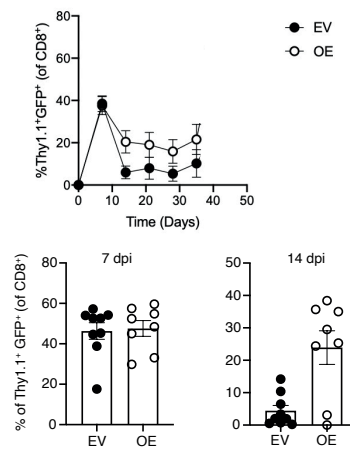 EV
OE
%Thy1.1⁺GFP⁺ (of CD8⁺)
80
60
40
20
0
0 10 20 30 40 50
Time (Days)
7 dpi
14 dpi
% of Thy1.1⁺ GFP⁺ (of CD8⁺)
80
60
40
20
0
EV OE
50
40
30
20
10
0
EV OE